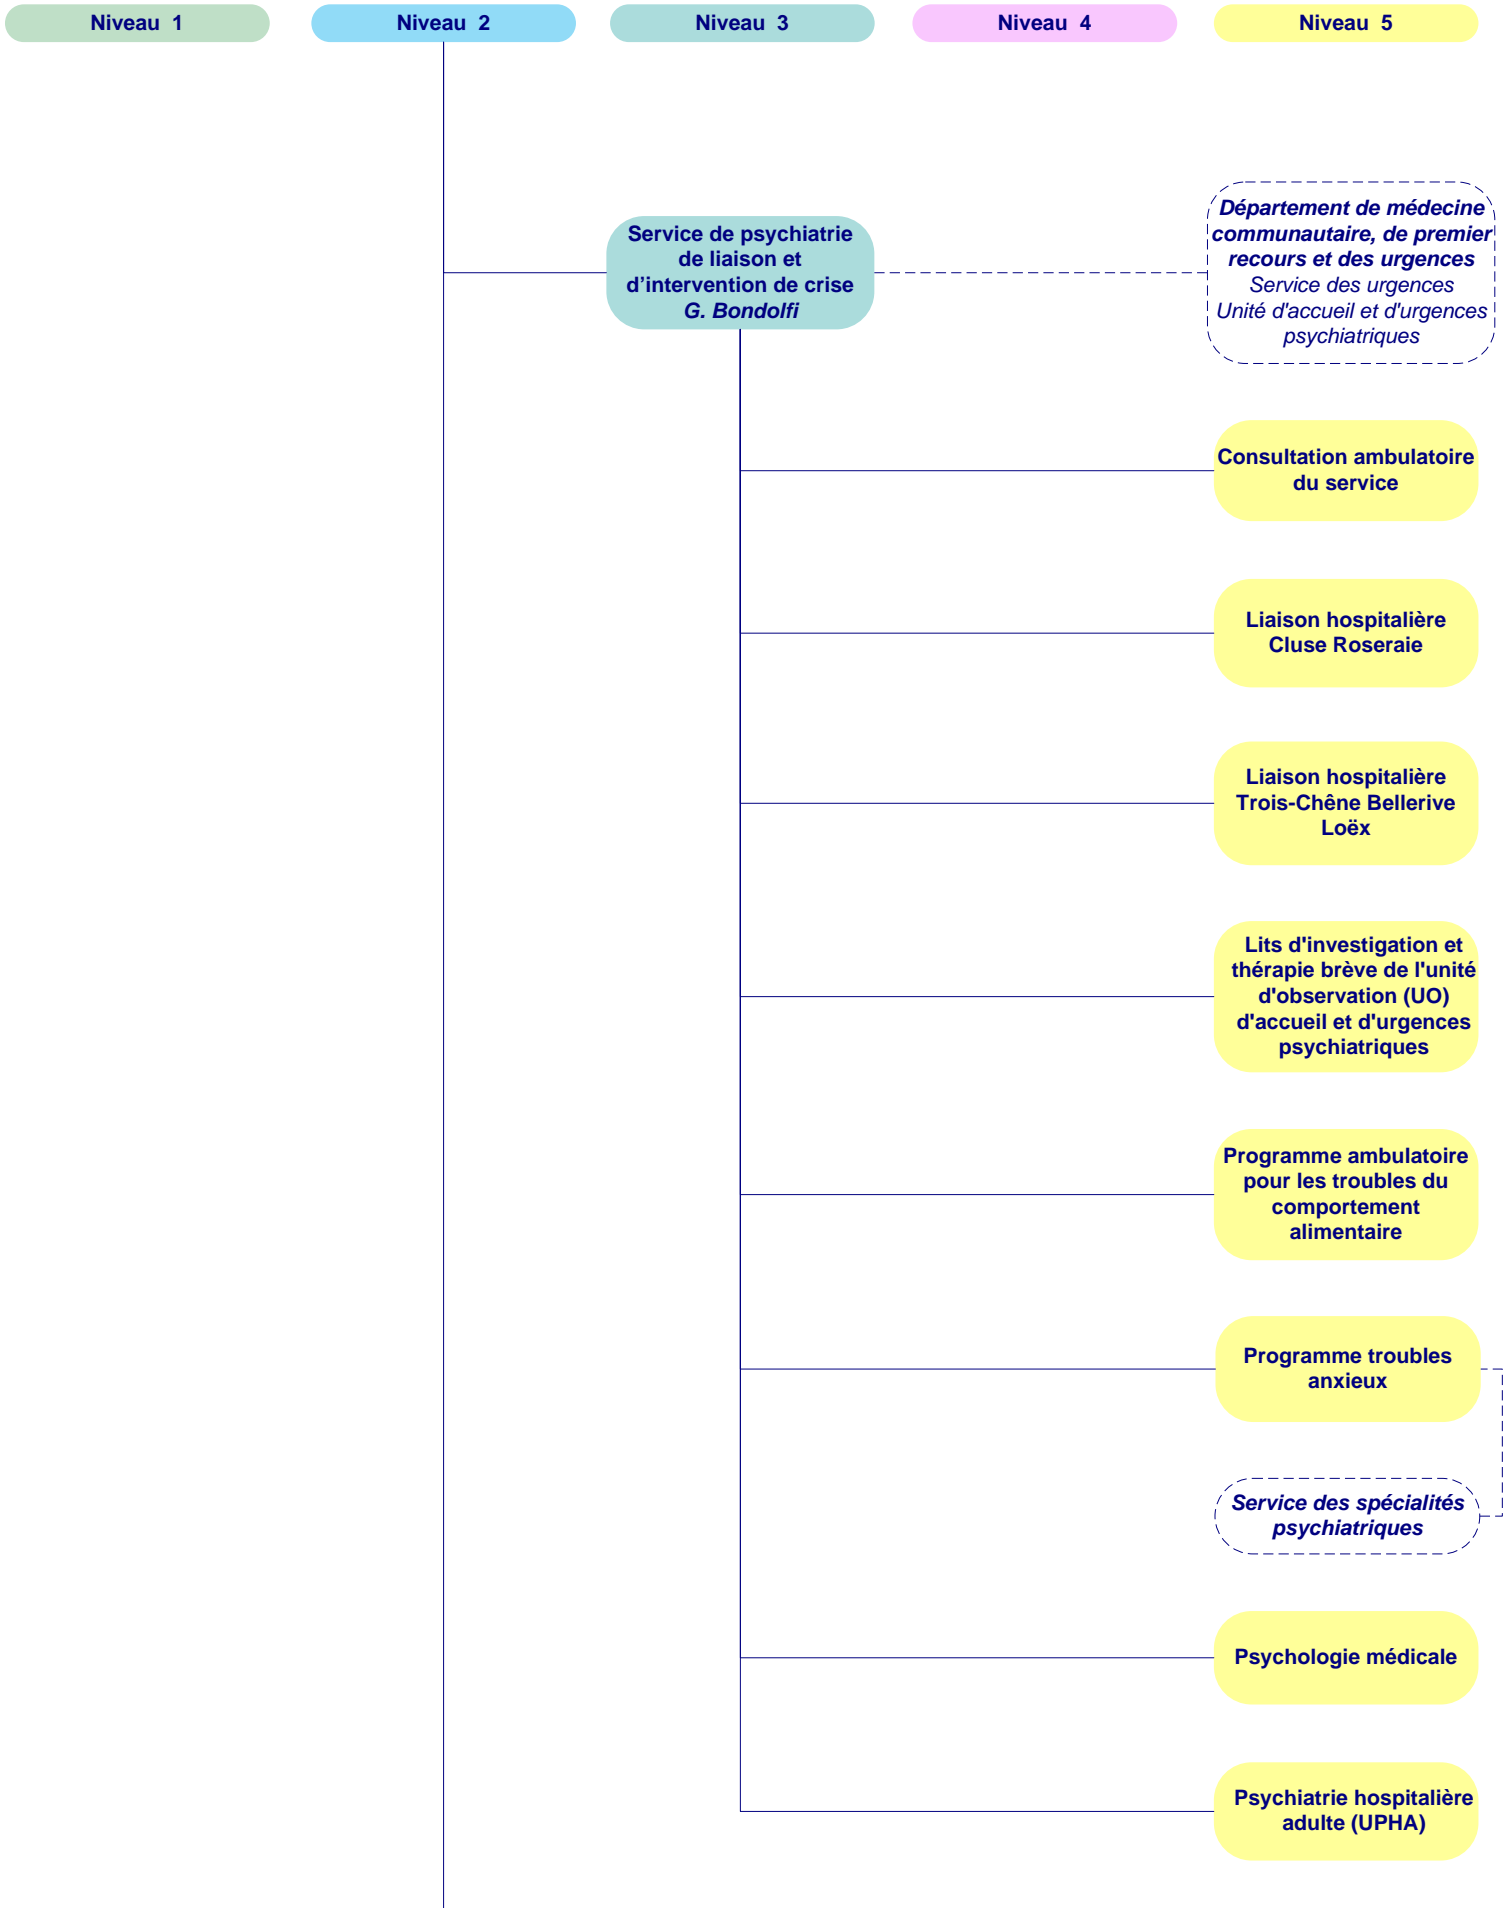 Niveau 1
Niveau 2
Niveau 3
Niveau 4
Niveau 5
Service de psychiatrie
de liaison et
d’intervention de crise
G. Bondolfi
Département de médecine
communautaire, de premier
recours et des urgences
Service des urgences
Unité d'accueil et d'urgences
psychiatriques
Consultation ambulatoire
du service
Liaison hospitalière
Cluse Roseraie
Liaison hospitalière
Trois-Chêne Bellerive
Loëx
Lits d'investigation et
thérapie brève de l'unité
d'observation (UO)
d'accueil et d'urgences
psychiatriques
Programme ambulatoire
pour les troubles du
comportement
alimentaire
Programme troubles
anxieux
Service des spécialités
psychiatriques
Psychologie médicale
Psychiatrie hospitalière
adulte (UPHA)